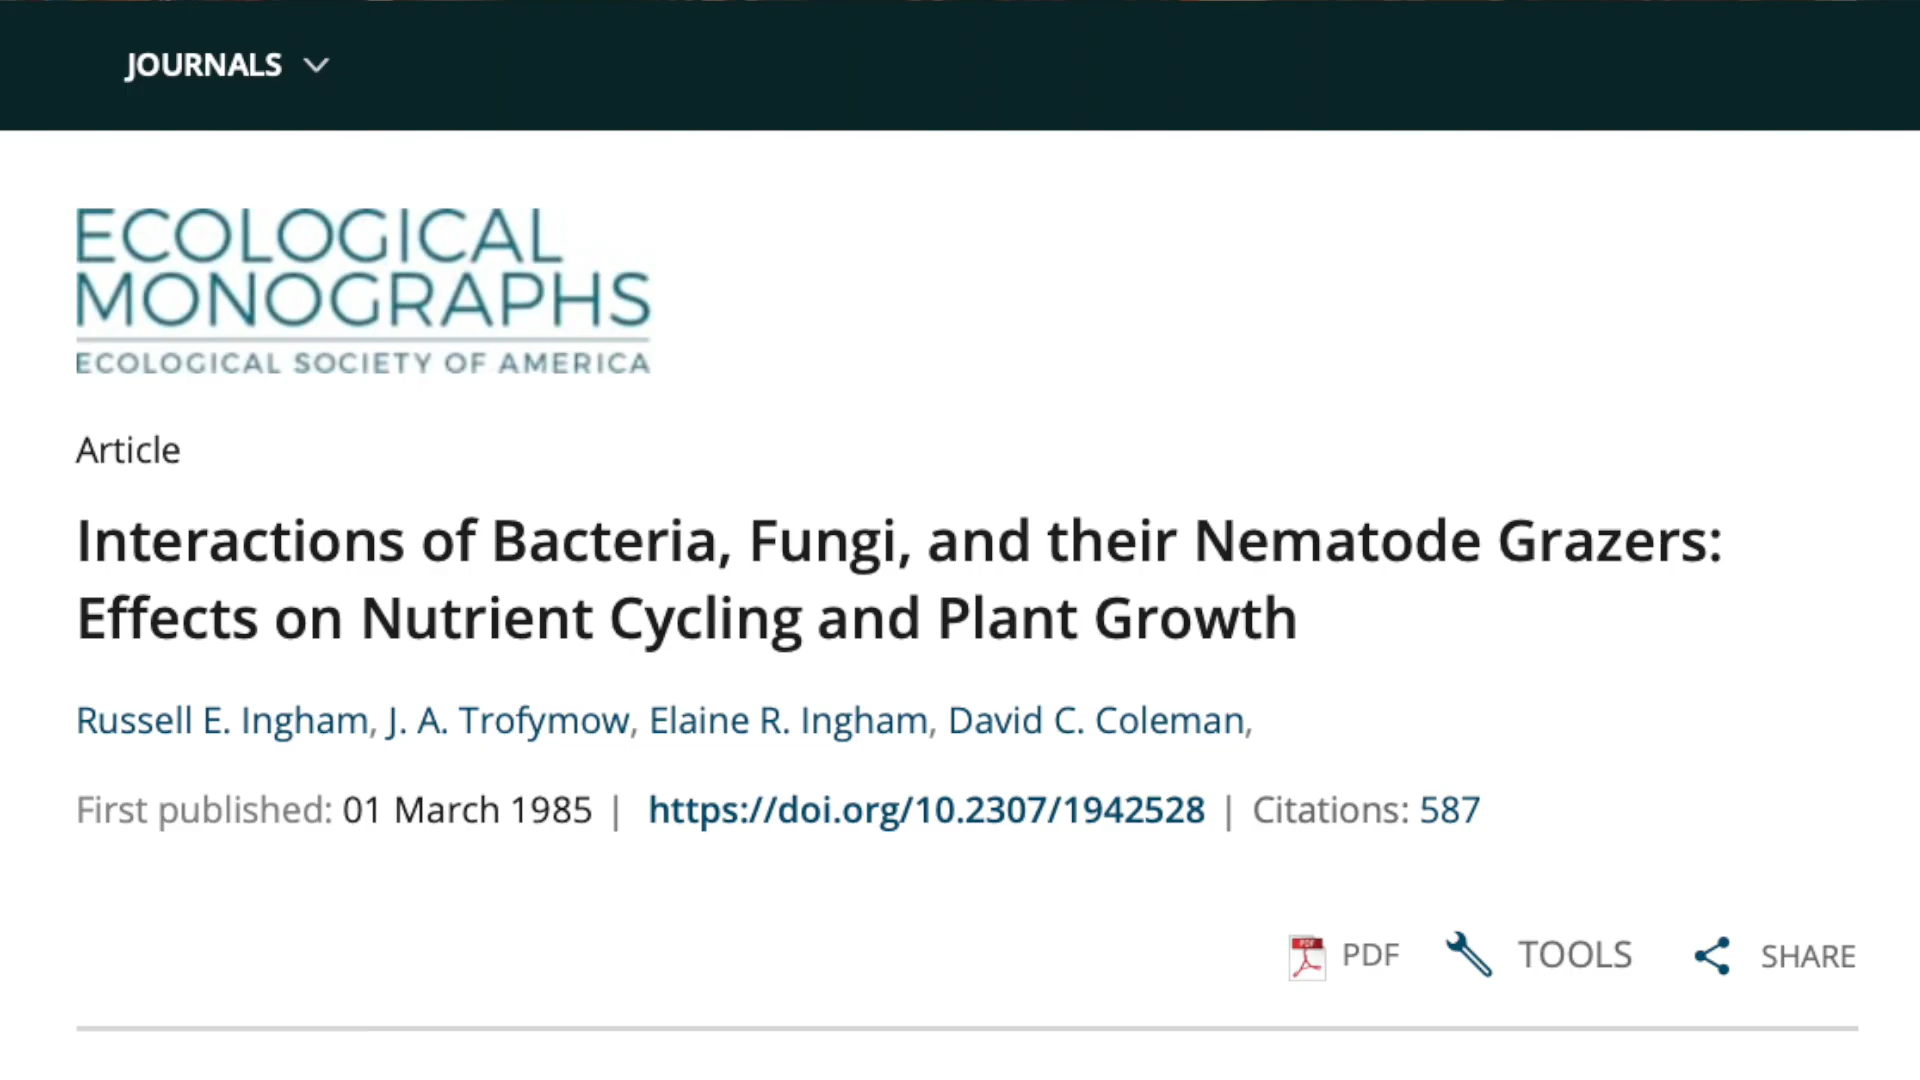 JOURNALS
ECOLOGICAL
MONOGRAPHS
ECOLOGICAL SOCIETY OF AMERICA
Article
Interactions of Bacteria, Fungi, and their Nematode Grazers:
Effects on Nutrient Cycling and Plant Growth
Russell E. Ingham, J. A. Trofymow, Elaine R. Ingham, David C. Coleman,
First published: 01 March 1985 | https://doi.org/10.2307/1942528 | Citations: 587
PDF PDF TOOLS SHARE